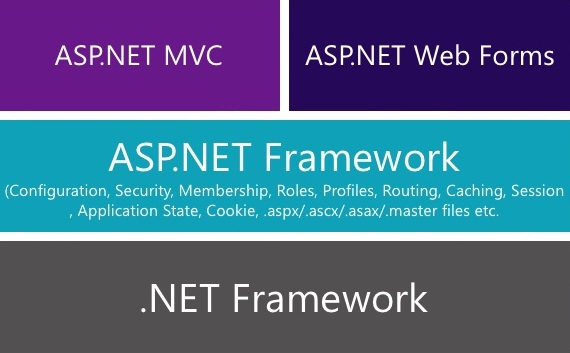 ASP.NET MVC
ASP.NET Web Forms
ASP.NET Framework
(Configuration, Security, Membership, Roles, Profiles, Routing, Caching, Session
, Application State, Cookie, .aspx/.ascx/.asax/.master files etc.
.NET Framework